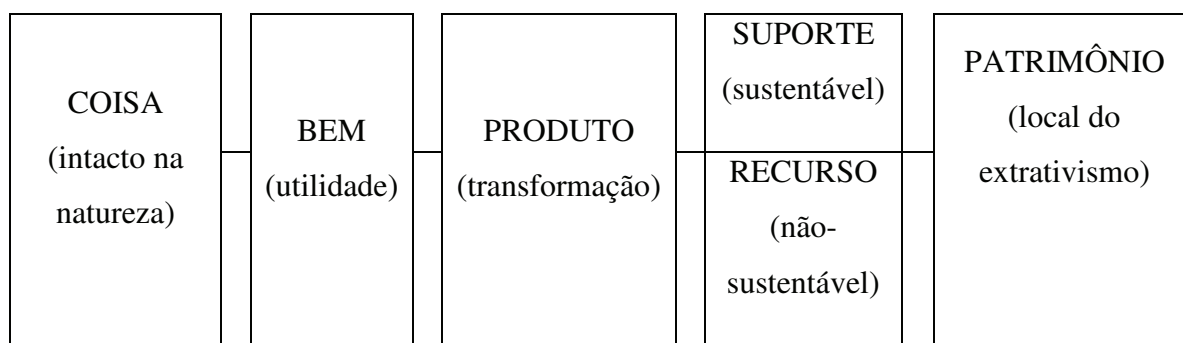 COISA
(intacto na
natureza)
BEM
(utilidade)
PRODUTO
(transformação)
SUPORTE
(sustentável)
RECURSO
(não-
sustentável)
PATRIMÔNIO
(local do
extrativismo)